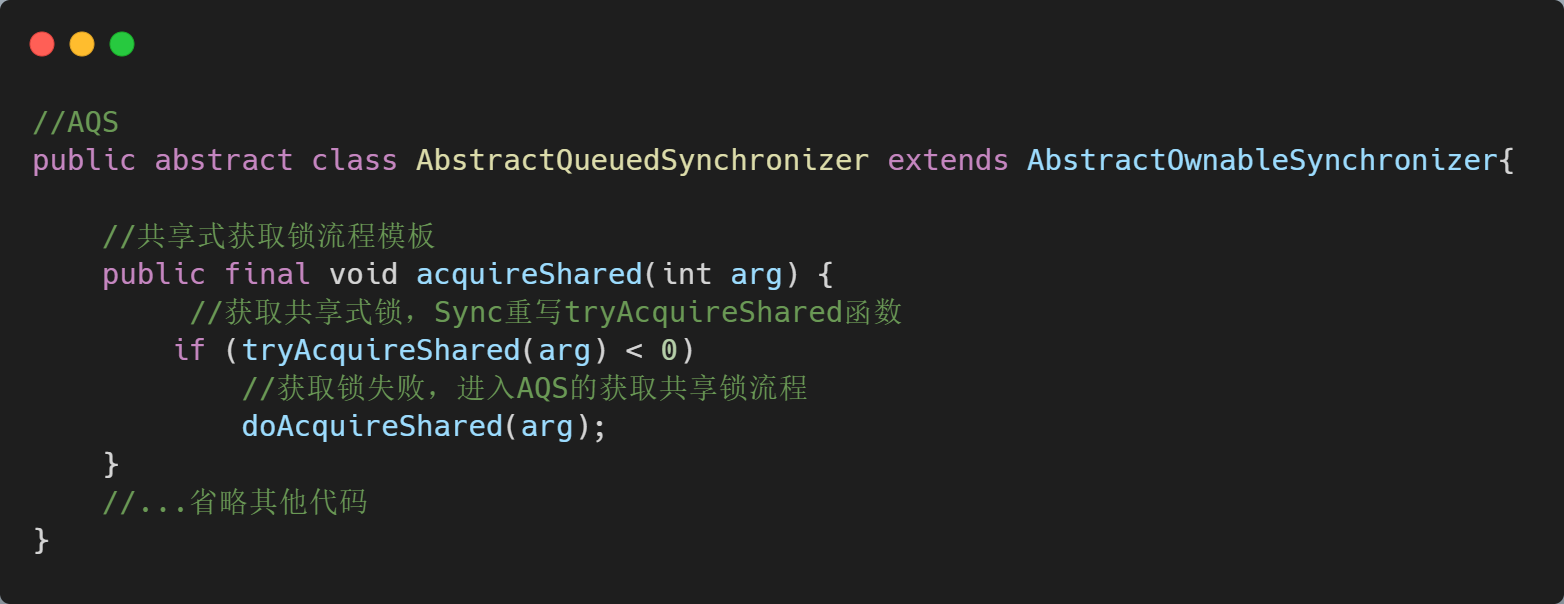 //AQS
public abstract class AbstractQueuedSynchronizer extends AbstractOwnableSynchronizer{
//共享式获取锁流程模板
public final void acquireShared(int arg) {
//获取共享式锁，Sync重写tryAcquireShared函数
if (tryAcquireShared(arg) < 0)
//获取锁失败，进入AQS的获取共享锁流程
doAcquireShared(arg);
}
//...省略其他代码
}